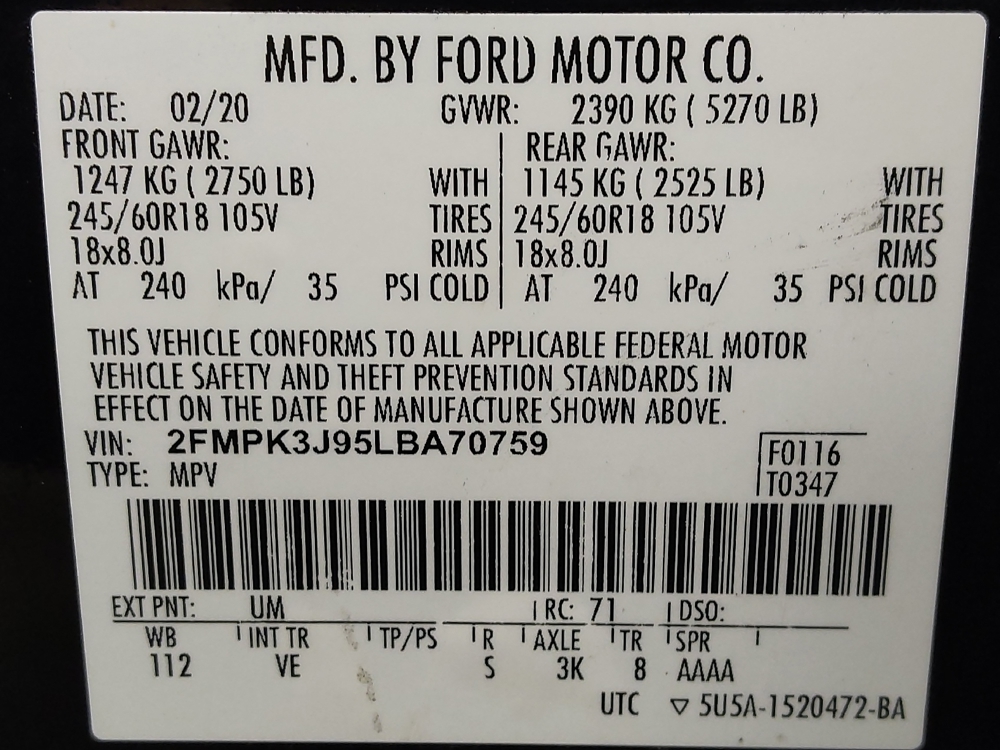 MFD. BY FORD MOTOR CO.
DATE: 02/20 GVWR: 2390 KG ( 5270 LB)
FRONT GAWR: REAR GAWR:
1247 KG ( 2750 LB) WITH 1145 KG ( 2525 LB) WITH
245/60R18 105V TIRES 245/60R18 105V TIRES
18x8.0J RIMS 18x8.0J RIMS
AT 240 kPa/ 35 PSI COLD AT 240 kPa/ 35 PSI COLD
THIS VEHICLE CONFORMS TO ALL APPLICABLE FEDERAL MOTOR
VEHICLE SAFETY AND THEFT PREVENTION STANDARDS IN
EFFECT ON THE DATE OF MANUFACTURE SHOWN ABOVE.
VIN: 2FMPK3J95LBA70759
TYPE: MPV
F0116
T0347
EXT PNT: UM RC: 71 DSO:
WB INT TR TP/PS R AXLE TR SPR
112 VE S 3K 8 AAAA
UTC ▽ 5U5A-1520472-BA